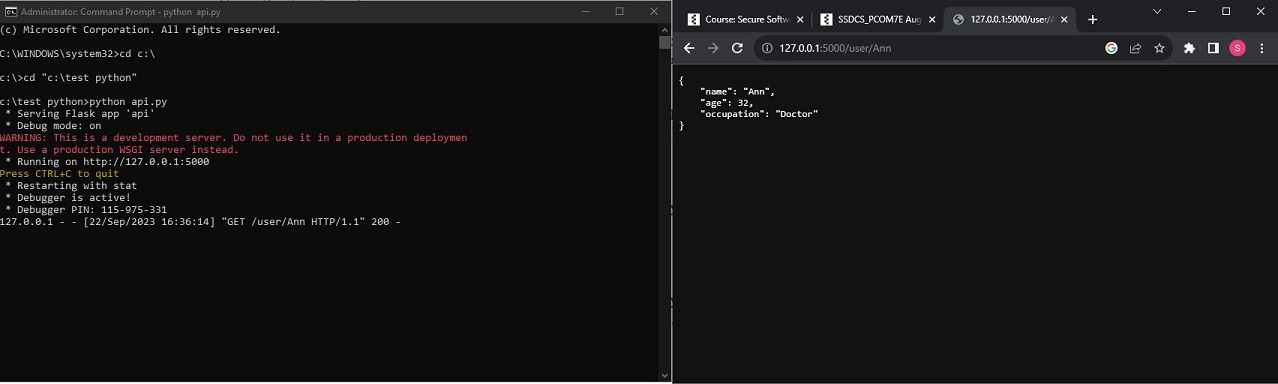 Administrator: Command Prompt - python api.py
(c) Microsoft Corporation. All rights reserved.
C:\WINDOWS\system32>cd c:\
c:\>cd "c:\test python"
c:\test python>python api.py
* Serving Flask app 'api'
* Debug mode: on
WARNING: This is a development server. Do not use it in a production deploymen
t. Use a production WSGI server instead.
* Running on http://127.0.0.1:5000
Press CTRL+C to quit
* Restarting with stat
* Debugger is active!
* Debugger PIN: 115-975-331
127.0.0.1 - - [22/Sep/2023 16:36:14] "GET /user/Ann HTTP/1.1" 200 -
Course: Secure Softw
SSDCS_PCOM7E Aug
127.0.0.1:5000/user/A
127.0.0.1:5000/user/Ann
S
{
"name": "Ann",
"age": 32,
"occupation": "Doctor"
}